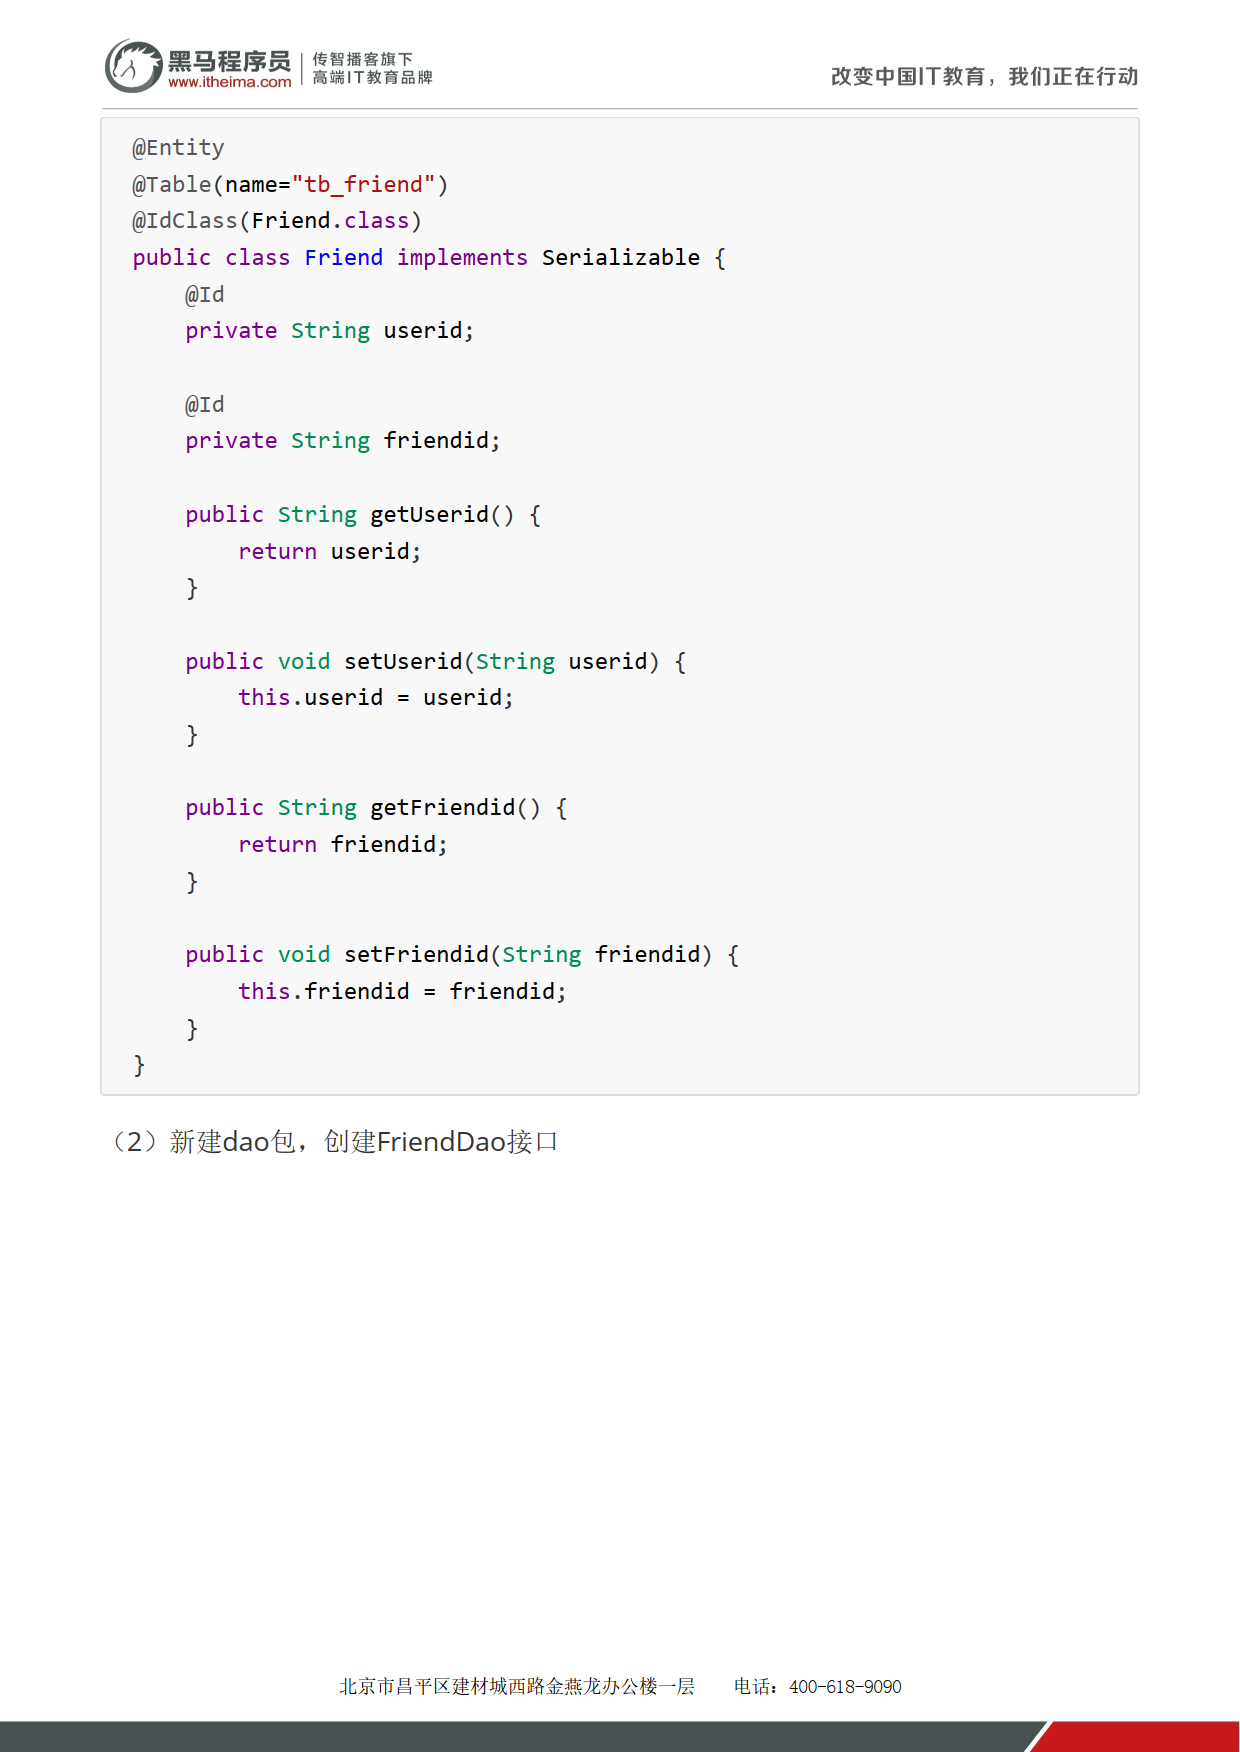 黑马程序员
www.itheima.com
传智播客旗下
高端IT教育品牌
改变中国IT教育，我们正在行动
@Entity
@Table(name="tb_friend")
@IdClass(Friend.class)
public class Friend implements Serializable {
    @Id
    private String userid;

    @Id
    private String friendid;

    public String getUserid() {
        return userid;
    }

    public void setUserid(String userid) {
        this.userid = userid;
    }

    public String getFriendid() {
        return friendid;
    }

    public void setFriendid(String friendid) {
        this.friendid = friendid;
    }
}
（2）新建dao包，创建FriendDao接口
北京市昌平区建材城西路金燕龙办公楼一层 电话：400-618-9090